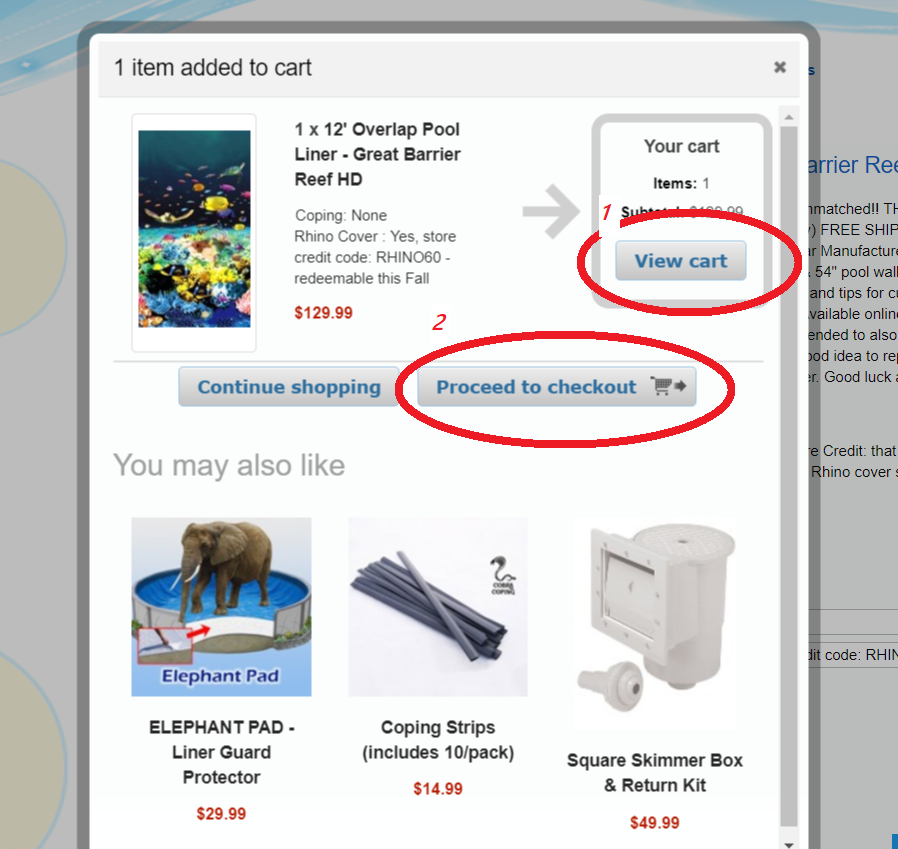 1 item added to cart
1 x 12' Overlap Pool
Liner - Great Barrier
Reef HD
Coping: None
Rhino Cover : Yes, store
credit code: RHINO60 -
redeemable this Fall
$129.99
Your cart
Items: 1
1
View cart
2
Continue shopping
Proceed to checkout
You may also like
Elephant Pad
COBRA
COPING
ELEPHANT PAD -
Liner Guard
Protector
$29.99
Coping Strips
(includes 10/pack)
$14.99
Square Skimmer Box
& Return Kit
$49.99
arrier Ree
nmatched!! TH
) FREE SHIP
ar Manufacture
54" pool wall
and tips for cu
vailable online
ended to also
ood idea to rep
er. Good luck a
re Credit: that
Rhino cover s
dit code: RHIN